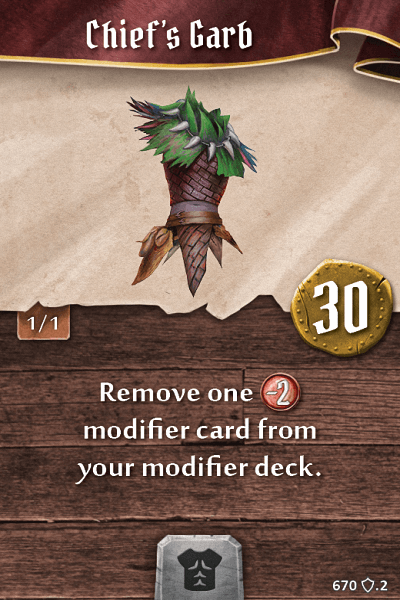 Chief's Garb
1/1
30
Remove one -2
modifier card from
your modifier deck.
670 .2